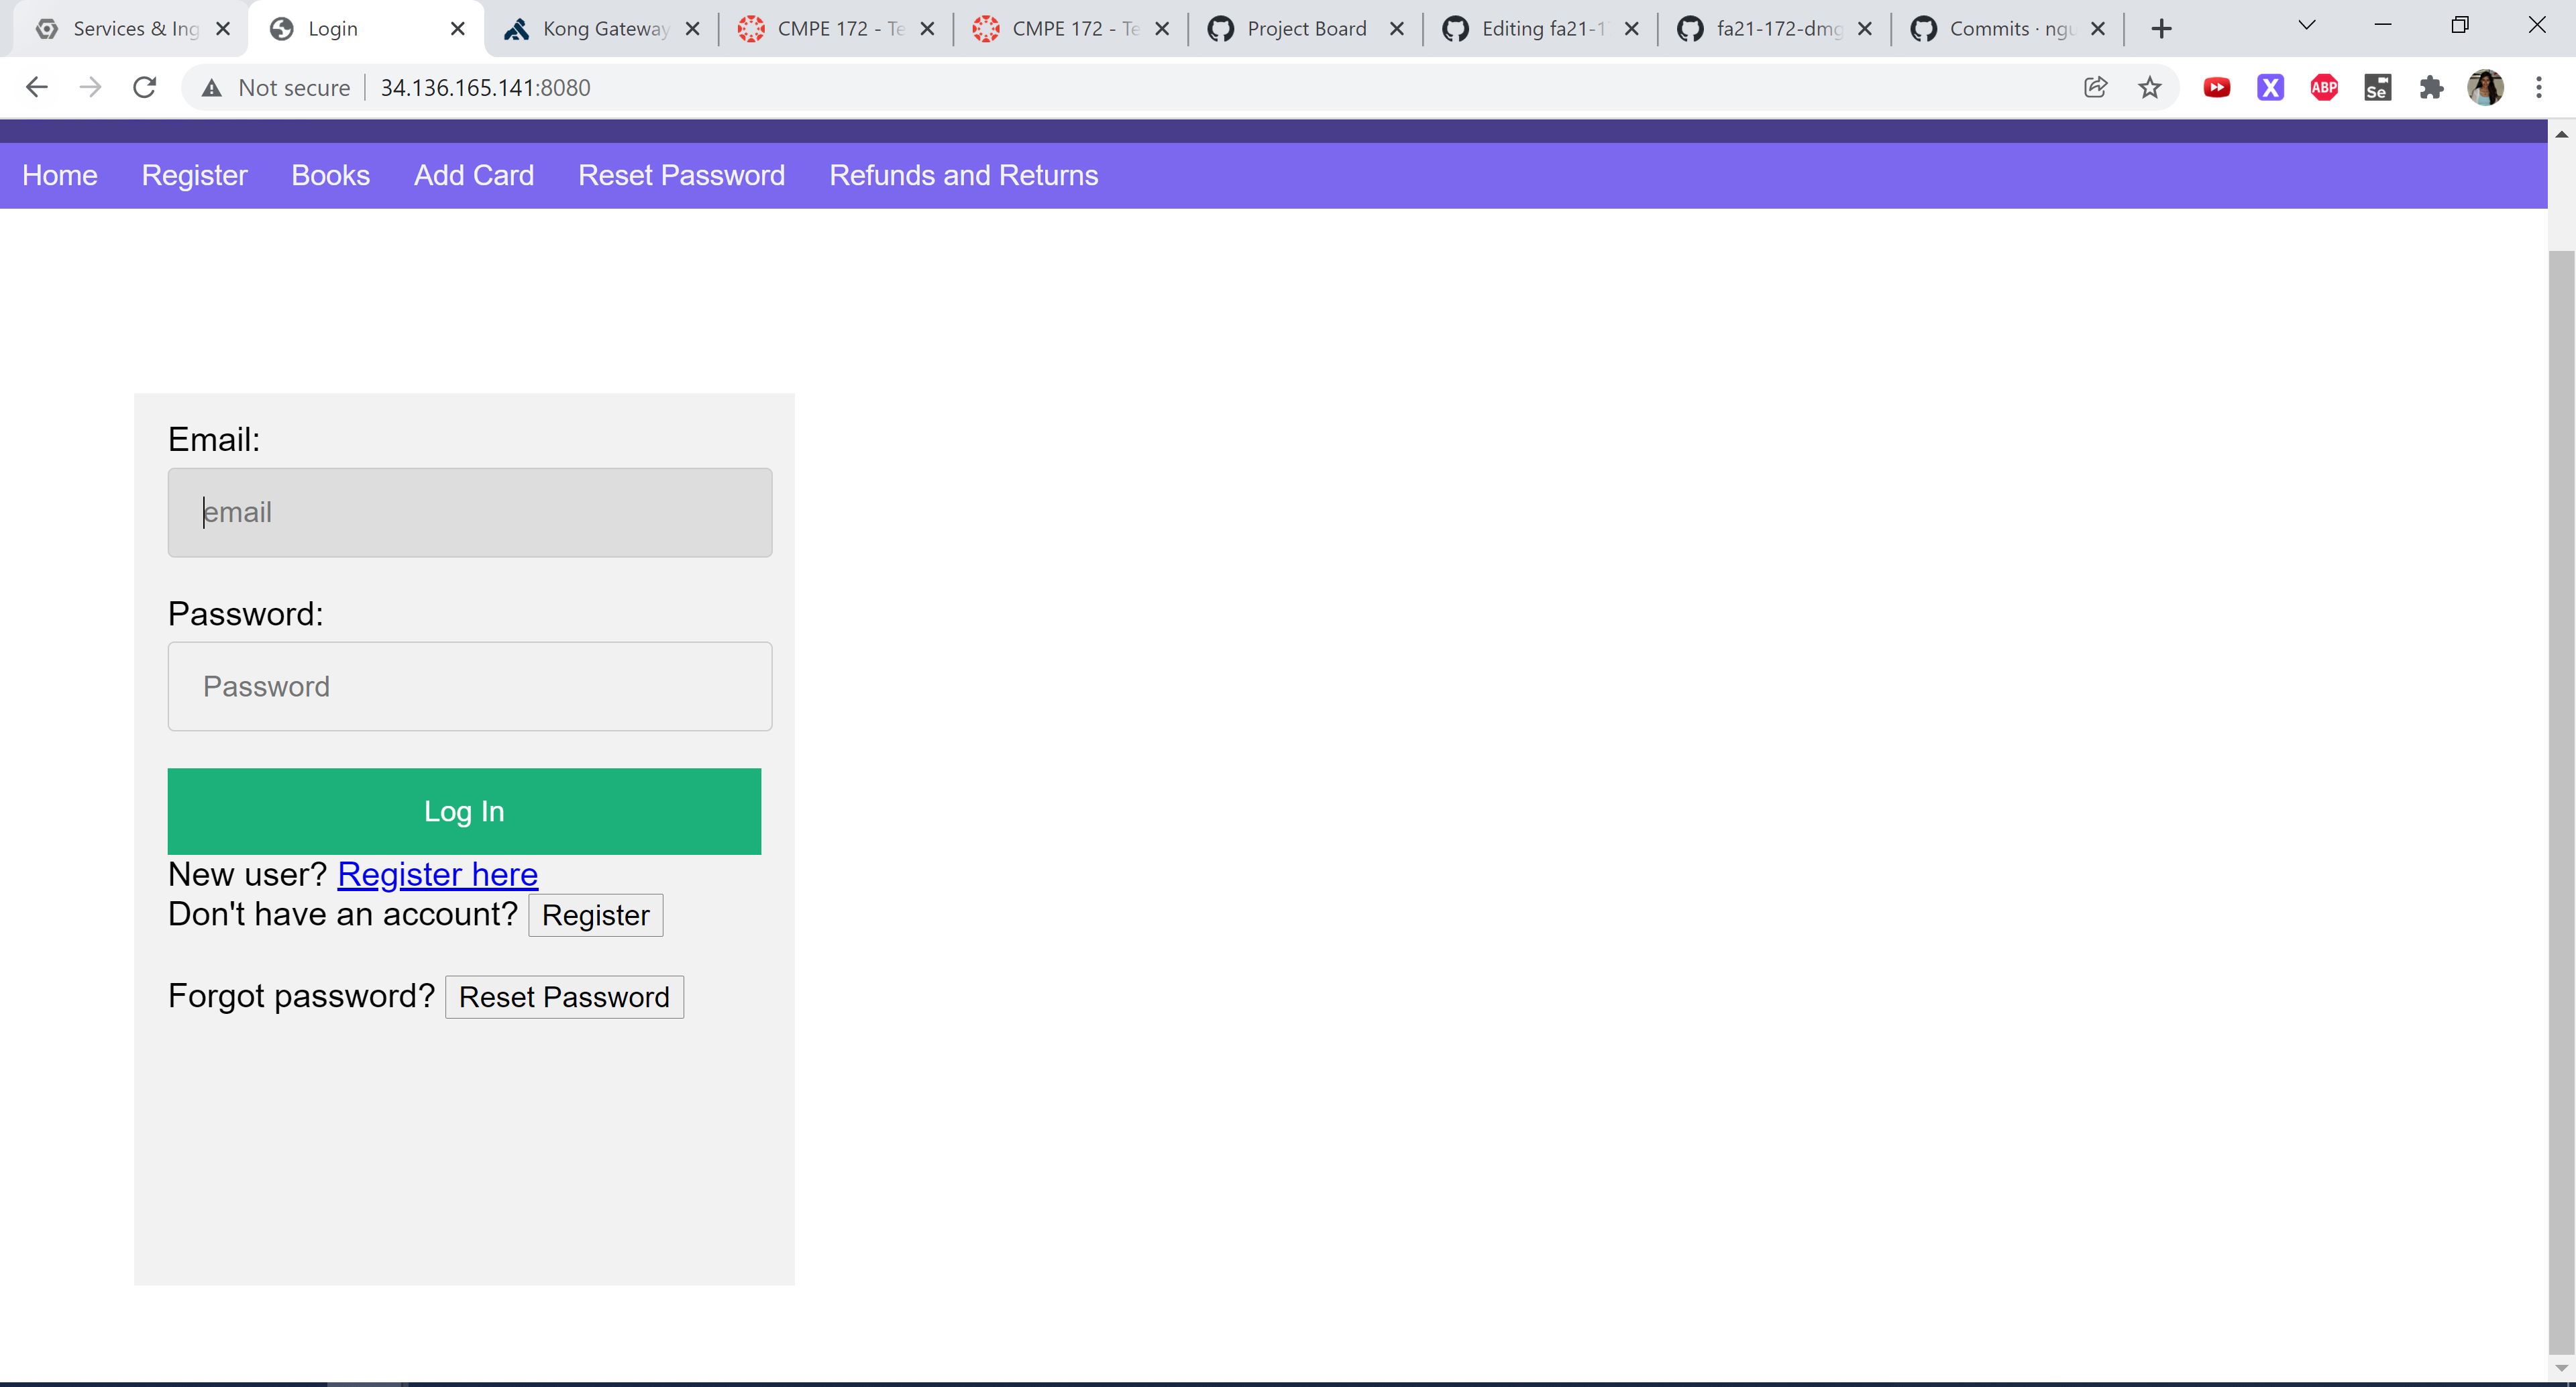 Services & Ing
Login
Kong Gateway
CMPE 172 - Te
CMPE 172 - Te
Project Board
Editing fa21-1
fa21-172-dmg
Commits · ngu
Not secure
34.136.165.141:8080
X
ABP
Se
Home Register Books Add Card Reset Password Refunds and Returns
Email:
email
Password:
Password
Log In
New user? Register here
Don't have an account? Register
Forgot password? Reset Password